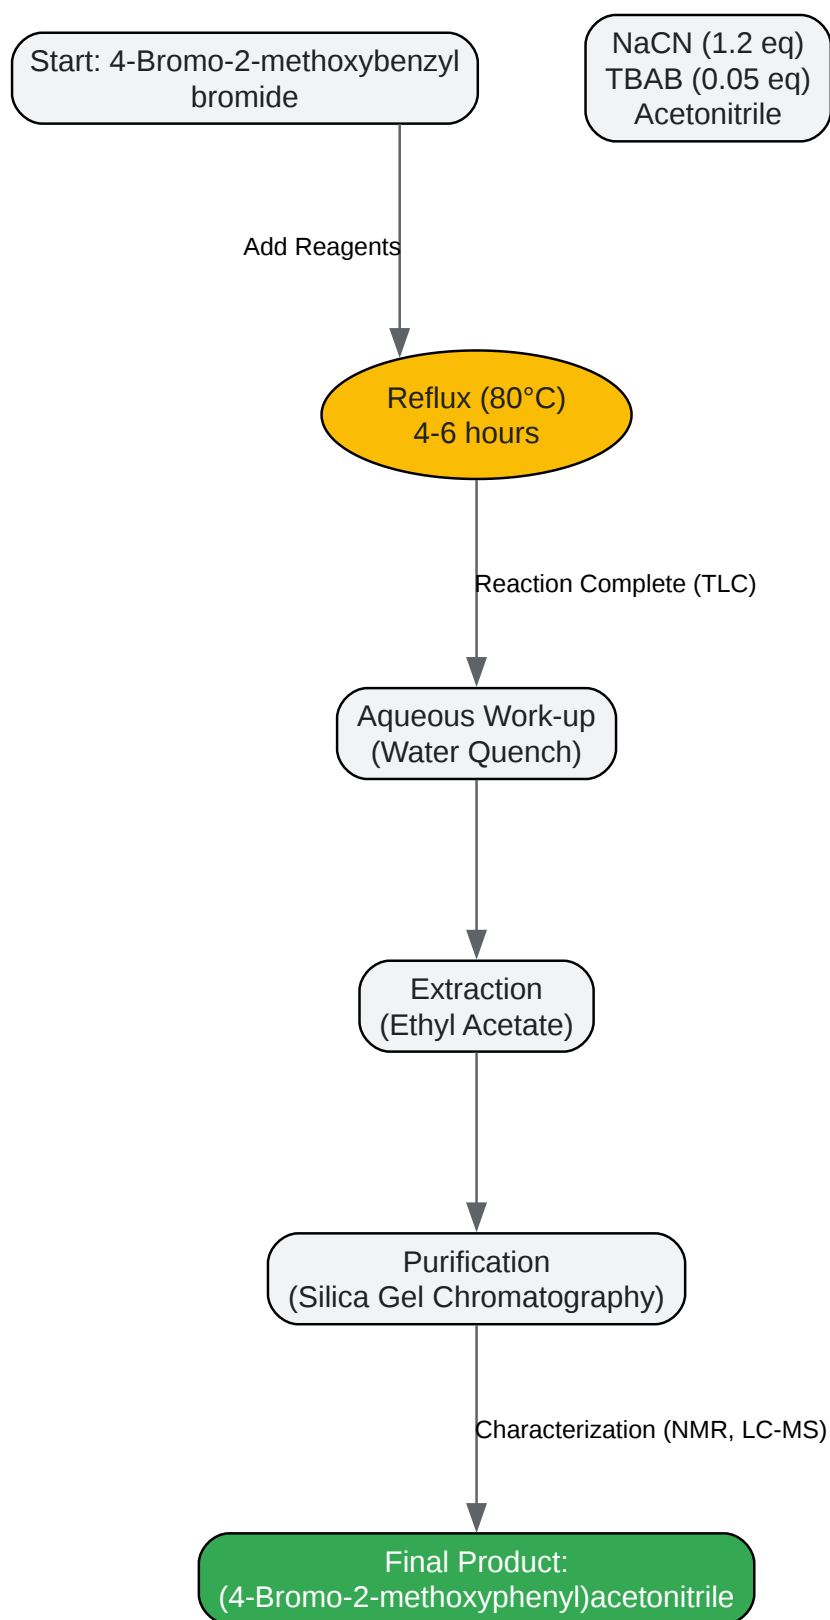 Start: 4-Bromo-2-methoxybenzyl
bromide
NaCN (1.2 eq)
TBAB (0.05 eq)
Acetonitrile
Add Reagents
Reflux (80°C)
4-6 hours
Reaction Complete (TLC)
Aqueous Work-up
(Water Quench)
Extraction
(Ethyl Acetate)
Purification
(Silica Gel Chromatography)
Characterization (NMR, LC-MS)
Final Product:
(4-Bromo-2-methoxyphenyl)acetonitrile